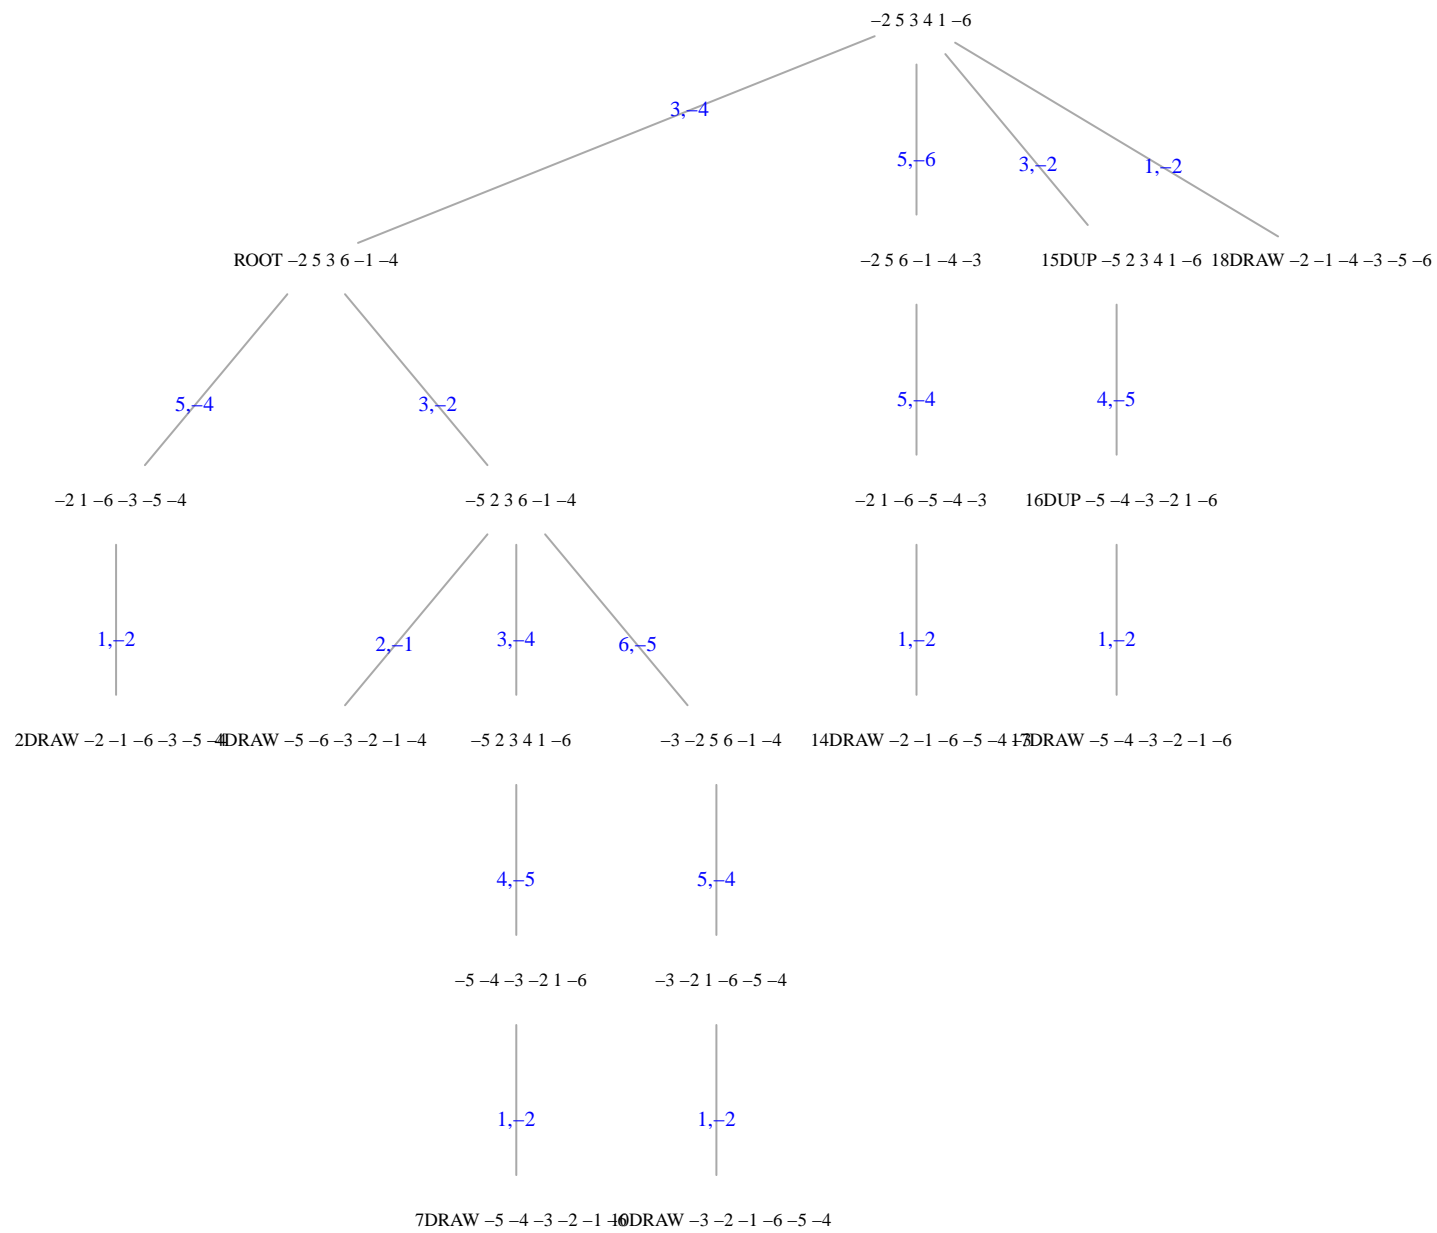 –2 5 3 4 1 –6
3,–4
5,–6
3,–2
1,–2
ROOT –2 5 3 6 –1 –4
–2 5 6 –1 –4 –3
15DUP –5 2 3 4 1 –6
18DRAW –2 –1 –4 –3 –5 –6
5,–4
3,–2
5,–4
4,–5
–2 1 –6 –3 –5 –4
–5 2 3 6 –1 –4
–2 1 –6 –5 –4 –3
16DUP –5 –4 –3 –2 1 –6
1,–2
2,–1
3,–4
6,–5
1,–2
1,–2
2DRAW –2 –1 –6 –3 –5 –4
4DRAW –5 –6 –3 –2 –1 –4
–5 2 3 4 1 –6
–3 –2 5 6 –1 –4
14DRAW –2 –1 –6 –5 –4 –3
17DRAW –5 –4 –3 –2 –1 –6
4,–5
5,–4
–5 –4 –3 –2 1 –6
–3 –2 1 –6 –5 –4
1,–2
1,–2
7DRAW –5 –4 –3 –2 –1 –6
10DRAW –3 –2 –1 –6 –5 –4